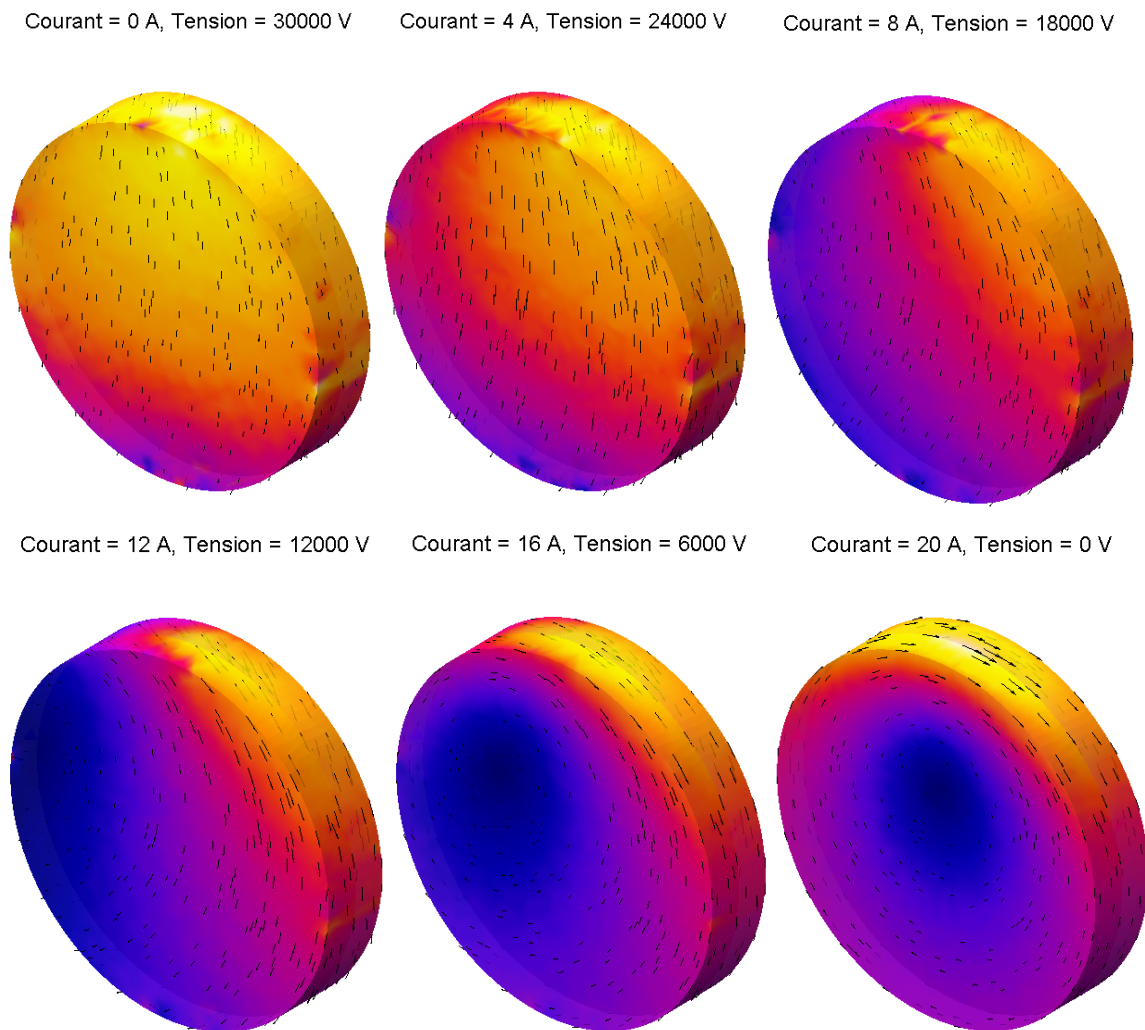 Courant = 0 A, Tension = 30000 V
Courant = 4 A, Tension = 24000 V
Courant = 8 A, Tension = 18000 V
Courant = 12 A, Tension = 12000 V
Courant = 16 A, Tension = 6000 V
Courant = 20 A, Tension = 0 V